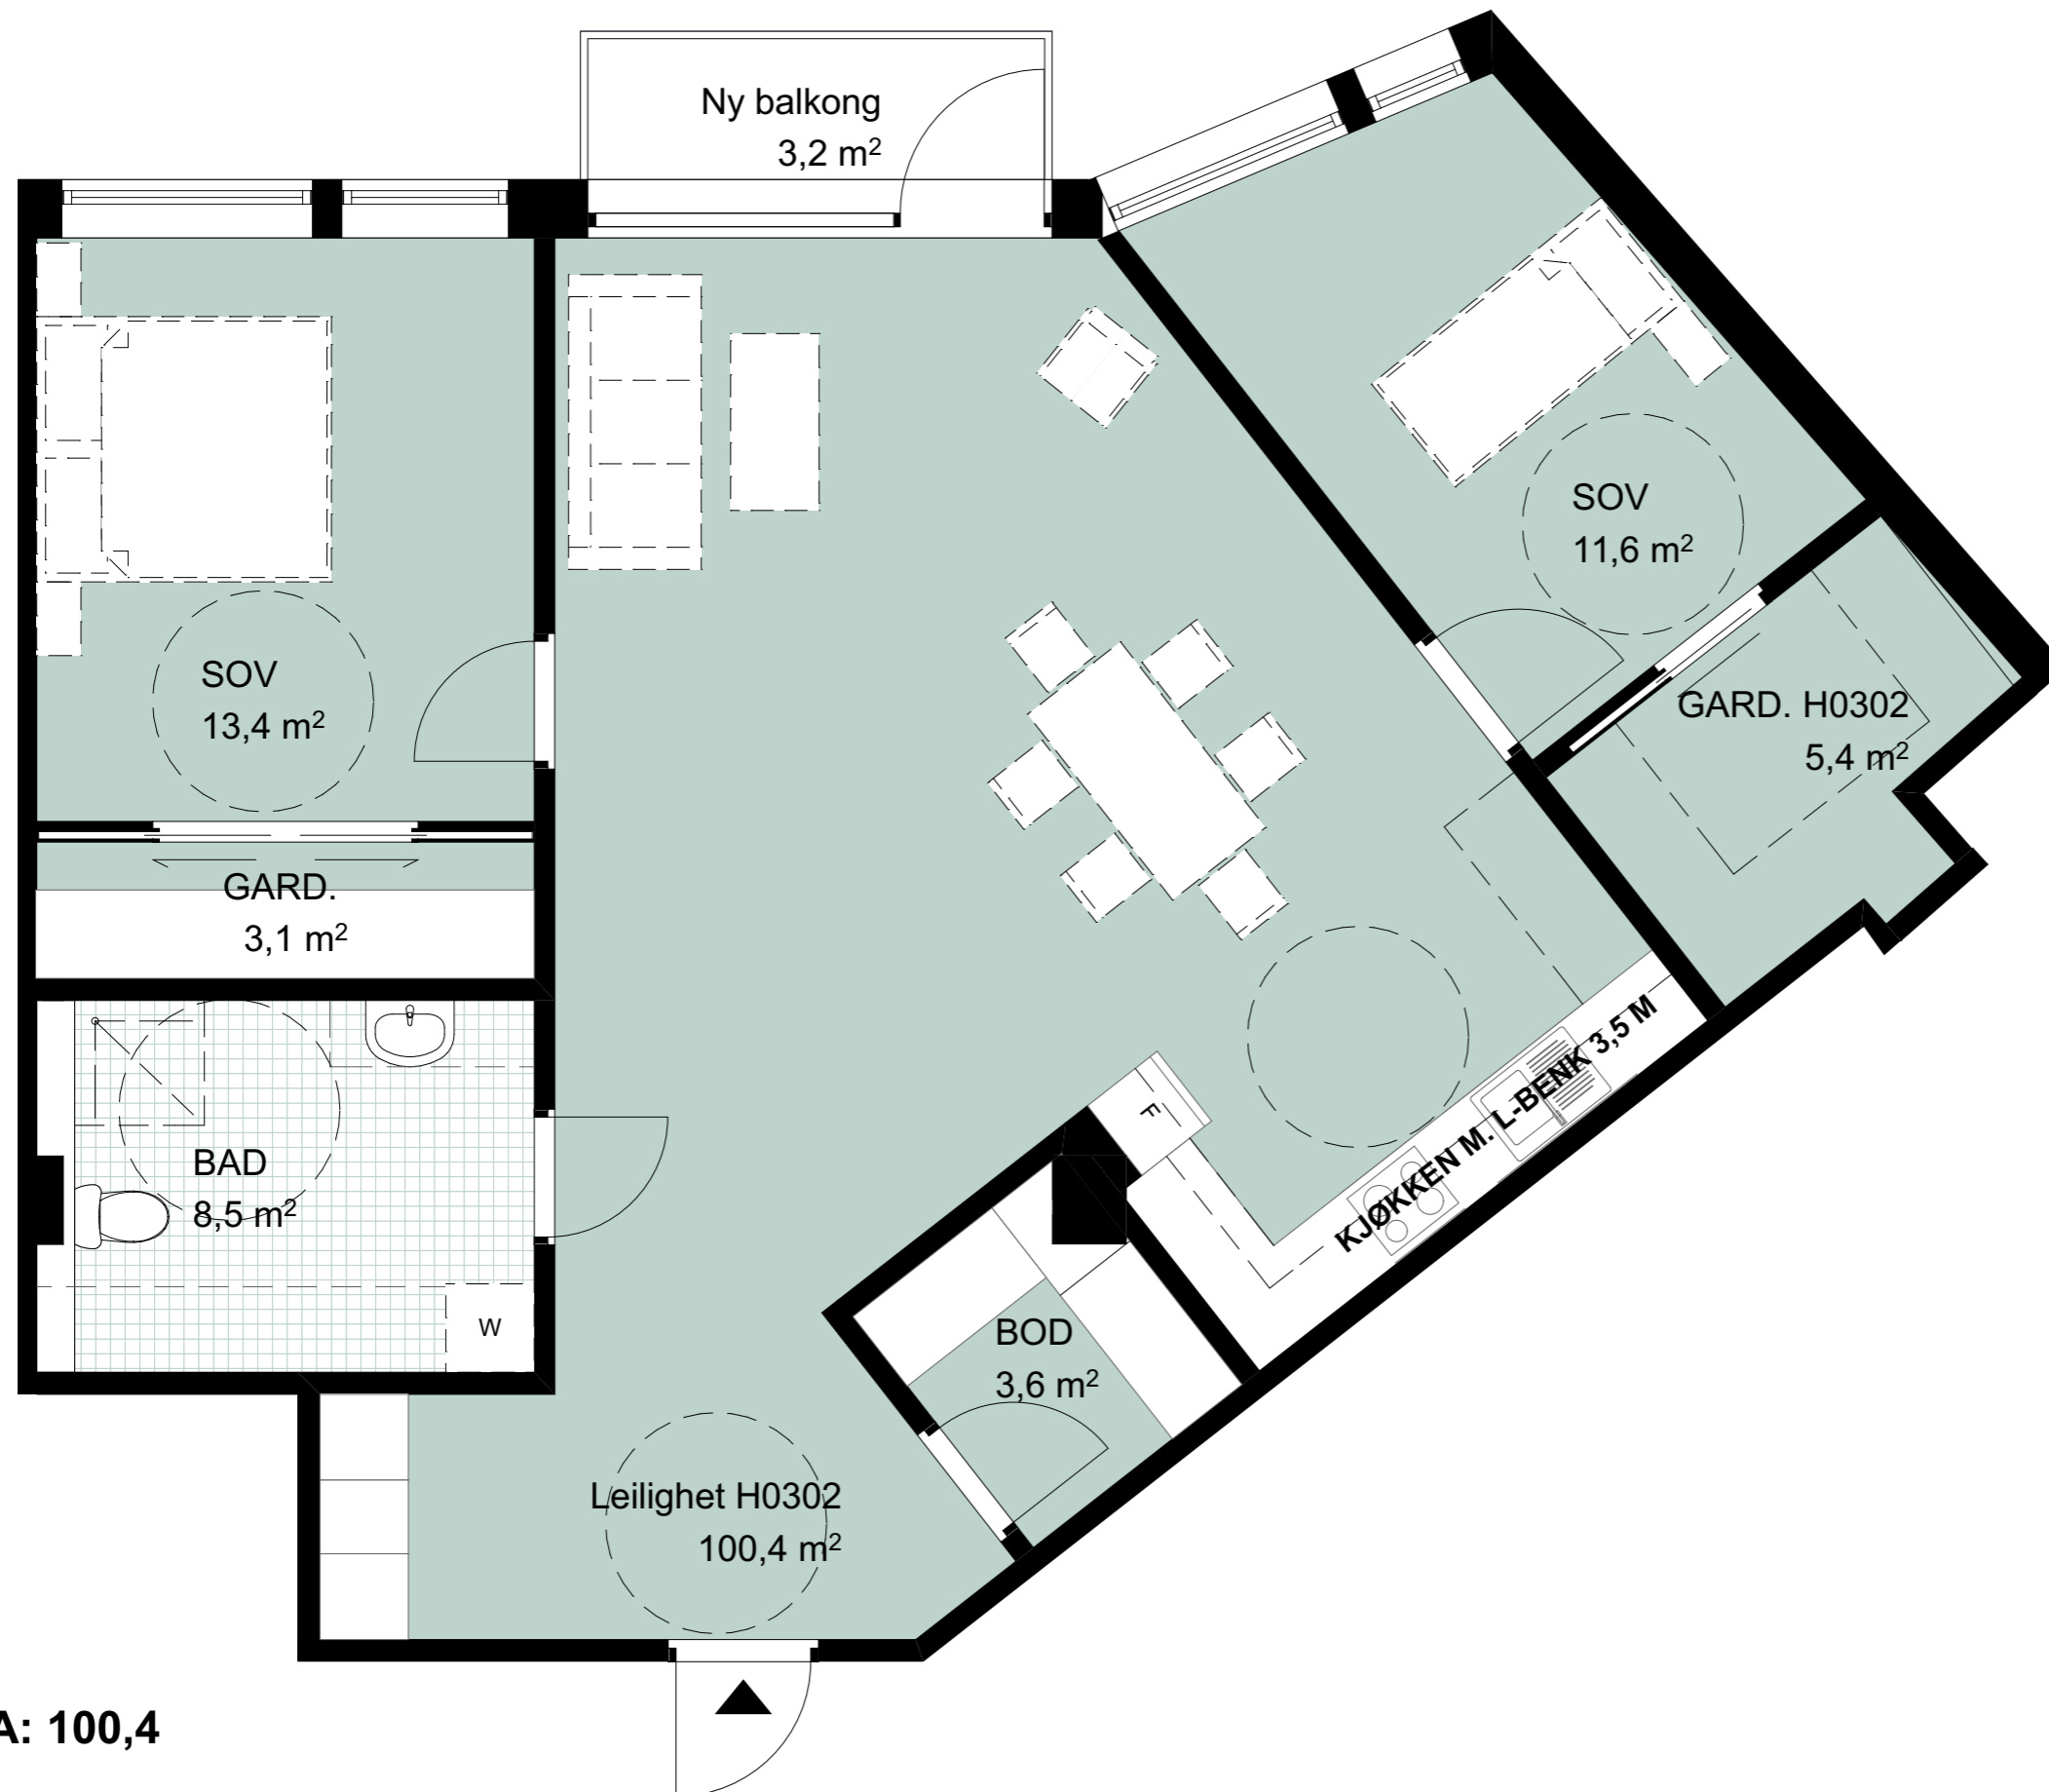 Ny balkong
3,2 m²
SOV
11,6 m²
SOV
13,4 m²
GARD. H0302
5,4 m²
GARD.
3,1 m²
KJØKKEN M. L-BENK 3,5 M
F
BAD
8,5 m²
W
BOD
3,6 m²
Leilighet H0302
100,4 m²
A: 100,4